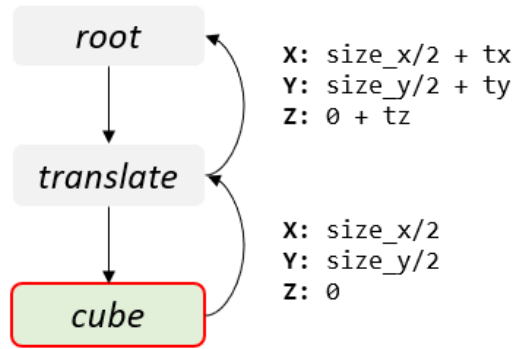 root
X: size_x/2 + tx
Y: size_y/2 + ty
Z: 0 + tz
translate
X: size_x/2
Y: size_y/2
Z: 0
cube